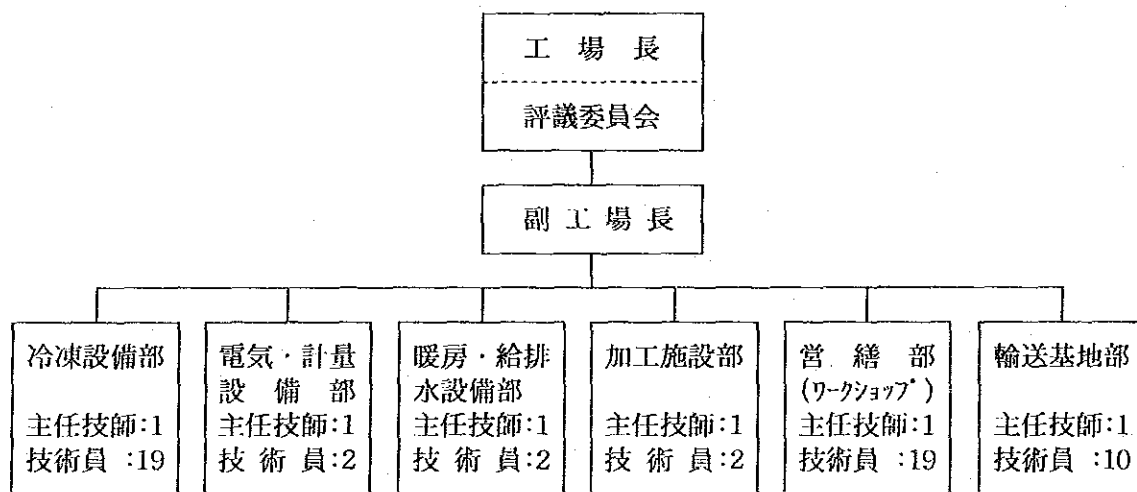 工場長
評議委員会
副工場長
冷凍設備部
主任技師:1
技術員:19
電気・計量
設備部
主任技師:1
技術員:2
暖房・給排
水設備部
主任技師:1
技術員:2
加工施設部
主任技師:1
技術員:2
営繕部
(ワークショップ)
主任技師:1
技術員:19
輸送基地部
主任技師:1
技術員:10